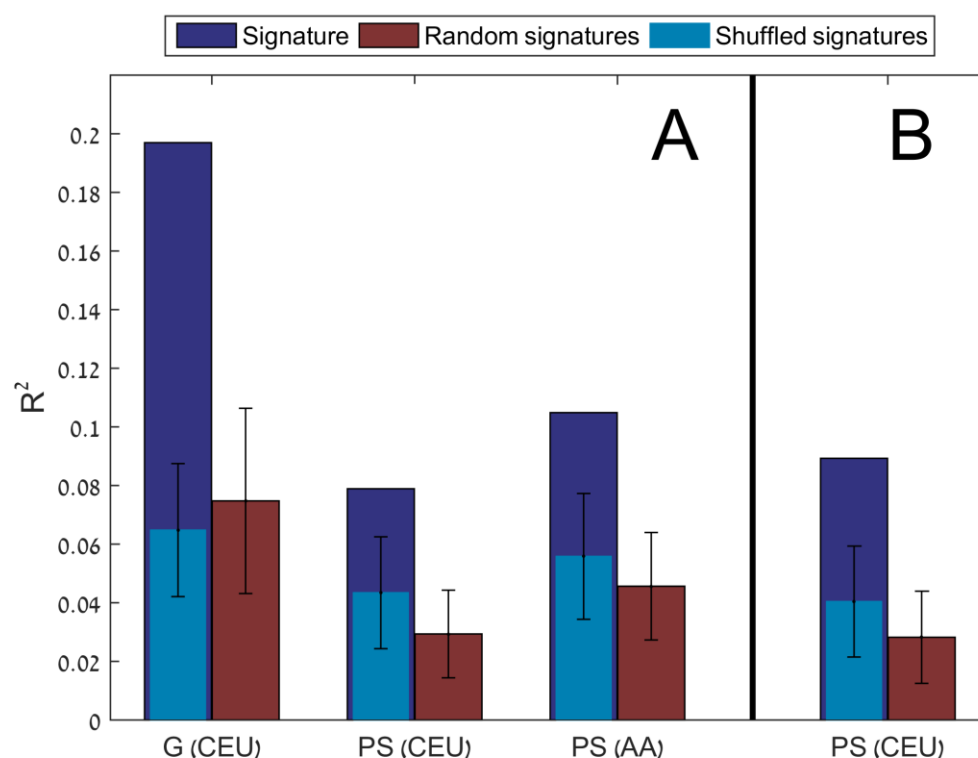 Signature Random signatures Shuffled signatures
A B
0.2
0.18
0.16
0.14
0.12
0.1
0.08
0.06
0.04
0.02
0
R²
G (CEU) PS (CEU) PS (AA) PS (CEU)